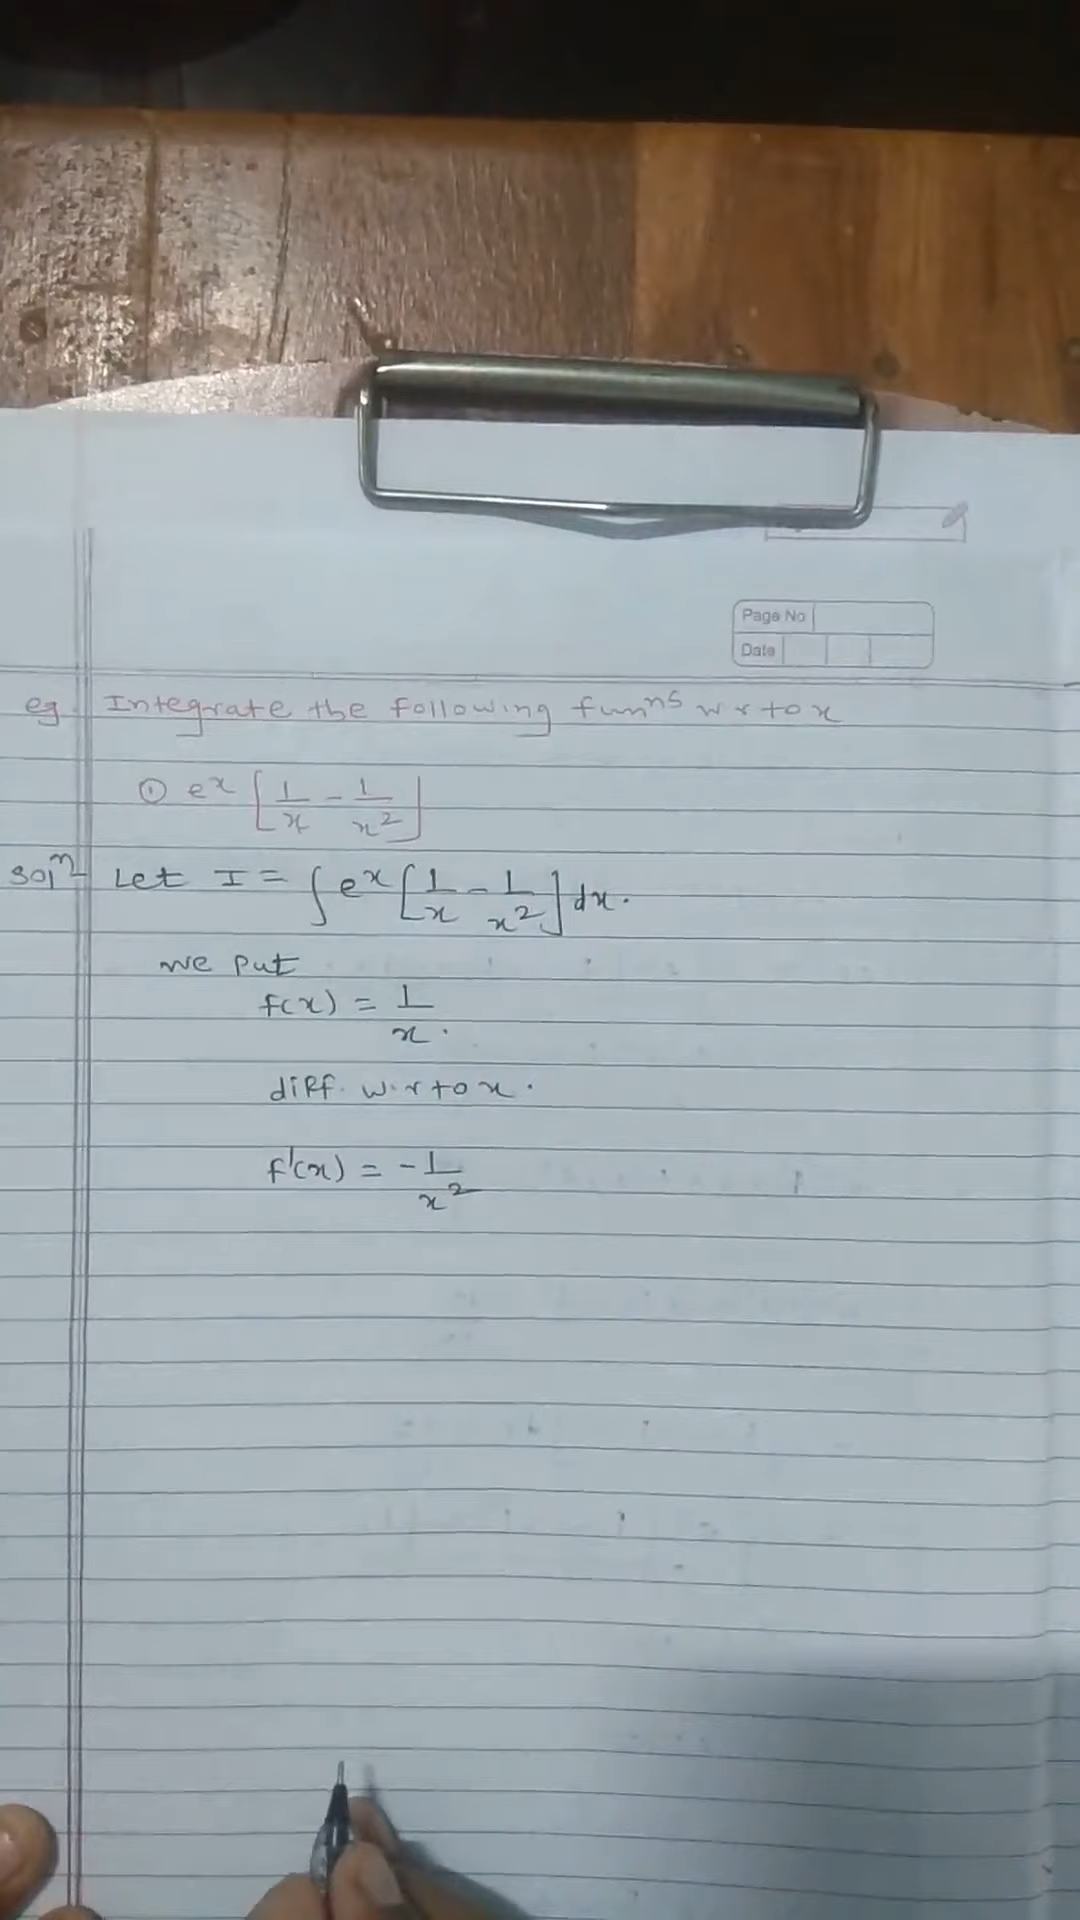 Page No
Date
eg. Integrate the following funⁿˢ w r to x
① eˣ [1/x - 1/x²]
Solⁿ Let I = ∫ eˣ [1/x - 1/x²] dx.
we put
f(x) = 1/x.
diff. w.r to x.
f'(x) = -1/x²